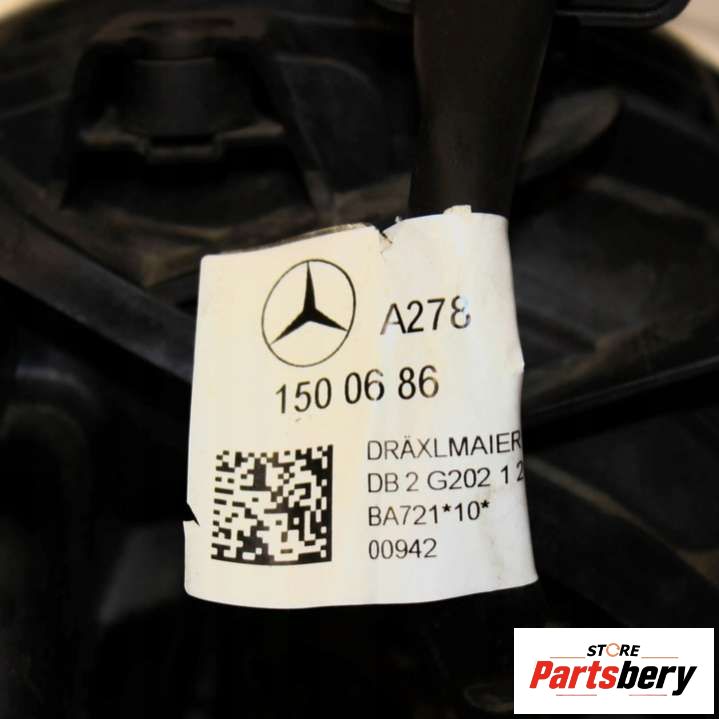 A278
150 06 86
DRÄXLMAIER
DB 2 G202 1 2
BA721*10*
00942
STORE
Partsbery